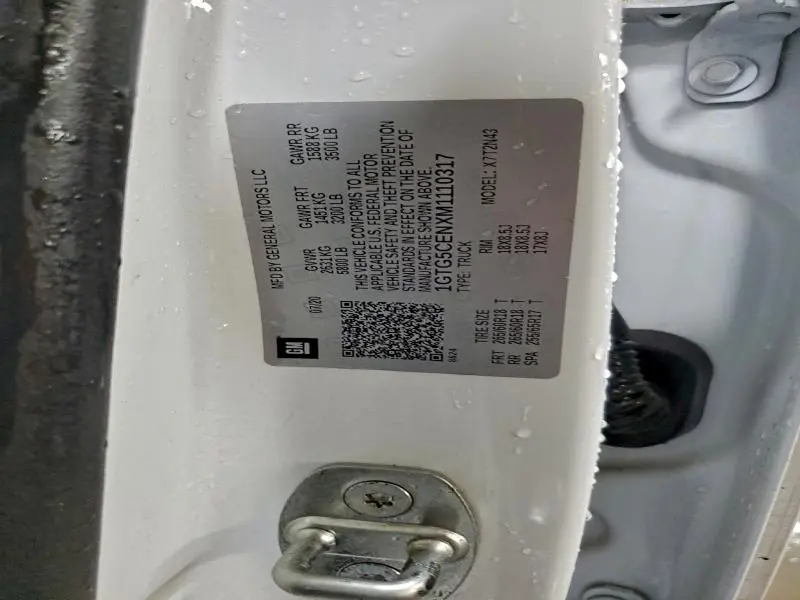 MFD BY GENERAL MOTORS LLC
07/20
GVWR GAWR FRT GAWR RR
2631 KG 1451 KG 1588 KG
5800 LB 3200 LB 3500 LB
THIS VEHICLE CONFORMS TO ALL
APPLICABLE U.S. FEDERAL MOTOR
VEHICLE SAFETY AND THEFT PREVENTION
STANDARDS IN EFFECT ON THE DATE OF
MANUFACTURE SHOWN ABOVE.
1GTG5CENXM1110317
TYPE: TRUCK MODEL: X7T2N43
GM
TIRE SIZE RIM
FRT 265/60R18 T 18X8.5J
RR 265/60R18 T 18X8.5J
SPA 255/65R17 T 17X8J